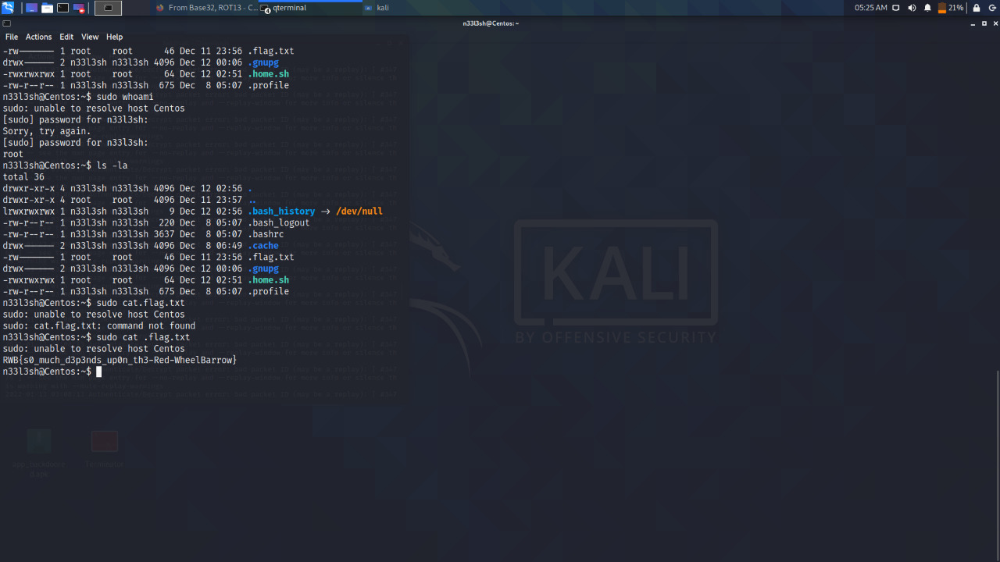 From Base32, ROT13 - C...
qterminal
kali
05:25 AM
21%
n33l3sh@Centos: ~
File Actions Edit View Help
-rw------- 1 root    root      46 Dec 11 23:56 .flag.txt
drwx------ 2 n33l3sh n33l3sh 4096 Dec 12 00:06 .gnupg
-rwxrwxrwx 1 root    root      64 Dec 12 02:51 .home.sh
-rw-r--r-- 1 n33l3sh n33l3sh  675 Dec  8 05:07 .profile
n33l3sh@Centos:~$ sudo whoami
sudo: unable to resolve host Centos
[sudo] password for n33l3sh:
Sorry, try again.
[sudo] password for n33l3sh:
root
n33l3sh@Centos:~$ ls -la
total 36
drwxr-xr-x 4 n33l3sh n33l3sh 4096 Dec 12 02:56 .
drwxr-xr-x 4 root    root    4096 Dec 11 23:57 ..
lrwxrwxrwx 1 n33l3sh n33l3sh    9 Dec 12 02:56 .bash_history -> /dev/null
-rw-r--r-- 1 n33l3sh n33l3sh  220 Dec  8 05:07 .bash_logout
-rw-r--r-- 1 n33l3sh n33l3sh 3637 Dec  8 05:07 .bashrc
drwx------ 2 n33l3sh n33l3sh 4096 Dec  8 06:49 .cache
-rw------- 1 root    root      46 Dec 11 23:56 .flag.txt
drwx------ 2 n33l3sh n33l3sh 4096 Dec 12 00:06 .gnupg
-rwxrwxrwx 1 root    root      64 Dec 12 02:51 .home.sh
-rw-r--r-- 1 n33l3sh n33l3sh  675 Dec  8 05:07 .profile
n33l3sh@Centos:~$ sudo cat.flag.txt
sudo: unable to resolve host Centos
sudo: cat.flag.txt: command not found
n33l3sh@Centos:~$ sudo cat .flag.txt
sudo: unable to resolve host Centos
RWB{s0_much_d3p3nds_up0n_th3-Red-WheelBarrow}
n33l3sh@Centos:~$
KALI
BY OFFENSIVE SECURITY
Terminator